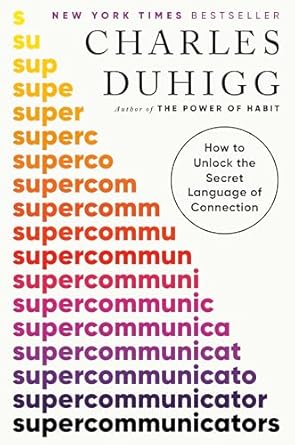 NEW YORK TIMES BESTSELLER
CHARLES
DUHIGG
Author of THE POWER OF HABIT
How to
Unlock the
Secret
Language of
Connection
s
su
sup
supe
super
superc
superco
supercom
supercomm
supercommu
supercommun
supercommuni
supercommunic
supercommunica
supercommunicat
supercommunicato
supercommunicator
supercommunicators